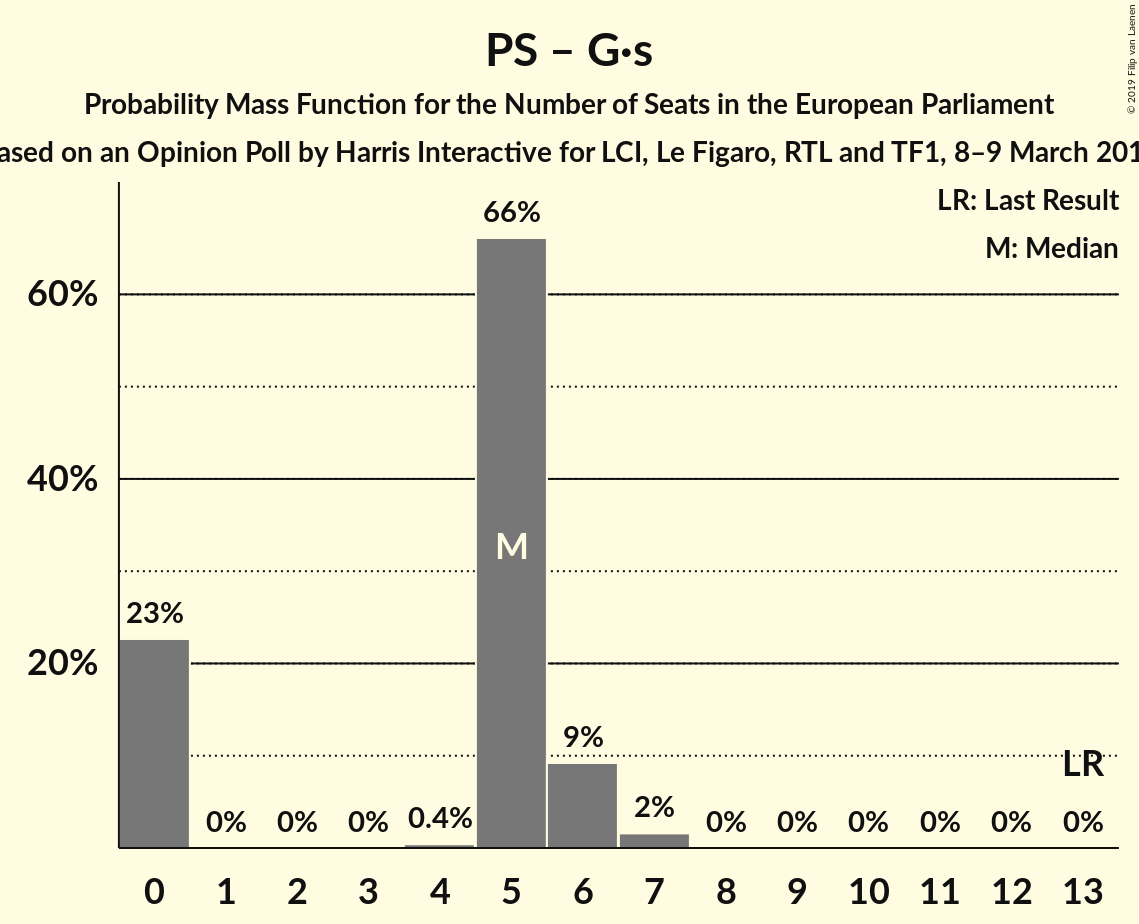 PS – G·s
Probability Mass Function for the Number of Seats in the European Parliament
ased on an Opinion Poll by Harris Interactive for LCI, Le Figaro, RTL and TF1, 8–9 March 201
© 2019 Filip van Laenen
LR: Last Result
M: Median
60%
40%
20%
23%
0%
0%
0%
0.4%
66%
M
9%
2%
0%
0%
0%
0%
0%
LR
0%
0 1 2 3 4 5 6 7 8 9 10 11 12 13